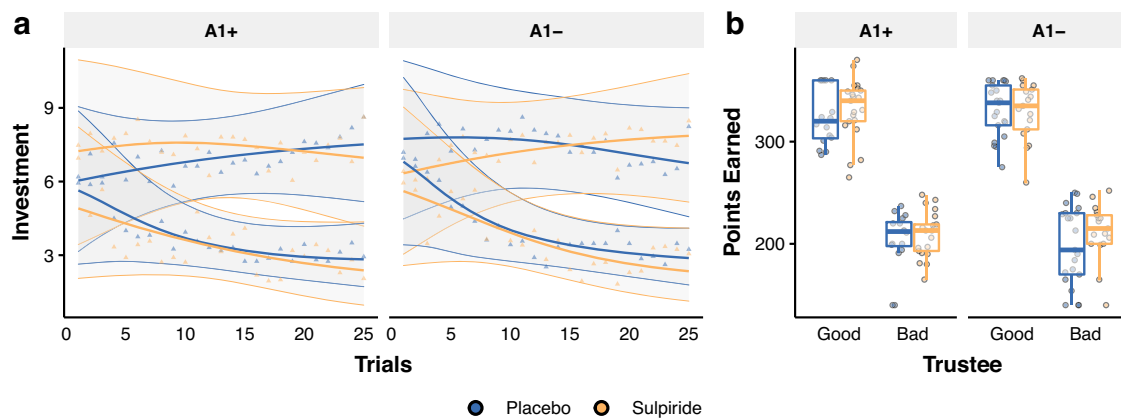 a
A1+
A1−
Investment
9
6
3
0 5 10 15 20 25
0 5 10 15 20 25
Trials
b
A1+
A1−
Points Earned
300
200
Good Bad
Good Bad
Trustee
Placebo Sulpiride